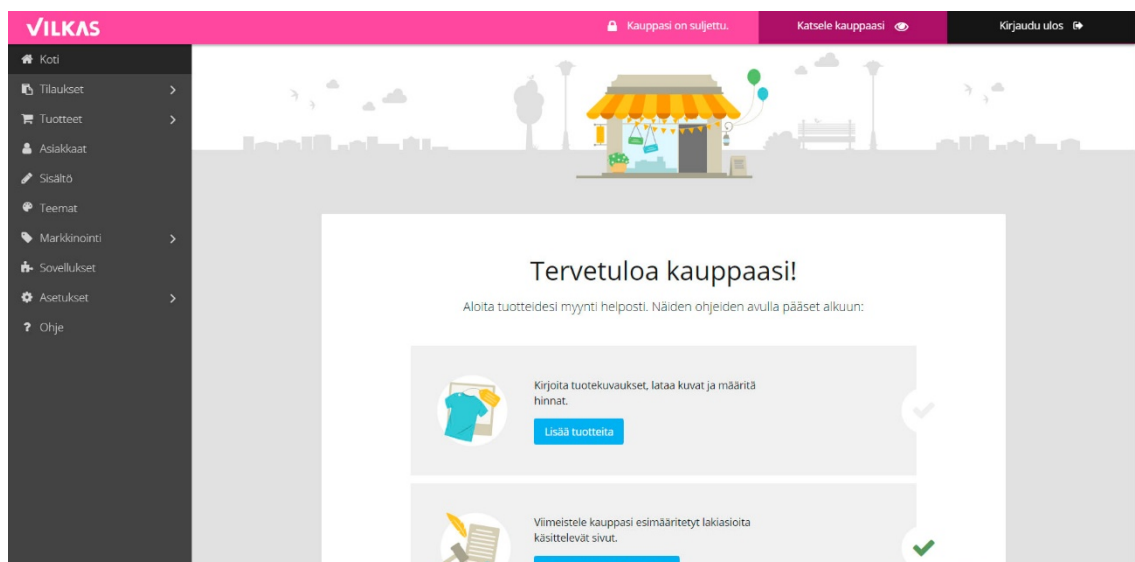 VILKAS
Kauppasi on suljettu.
Katsele kauppaasi
Kirjaudu ulos
Koti
Tilaukset
Tuotteet
Asiakkaat
Sisältö
Teemat
Markkinointi
Sovellukset
Asetukset
? Ohje
Tervetuloa kauppaasi!
Aloita tuotteidesi myynti helposti. Näiden ohjeiden avulla pääset alkuun:
Kirjoita tuotekuvaukset, lataa kuvat ja määritä
hinnat.
Lisää tuotteita
Viimeistele kauppasi esimääritetyt lakiasioita
käsittelevät sivut.